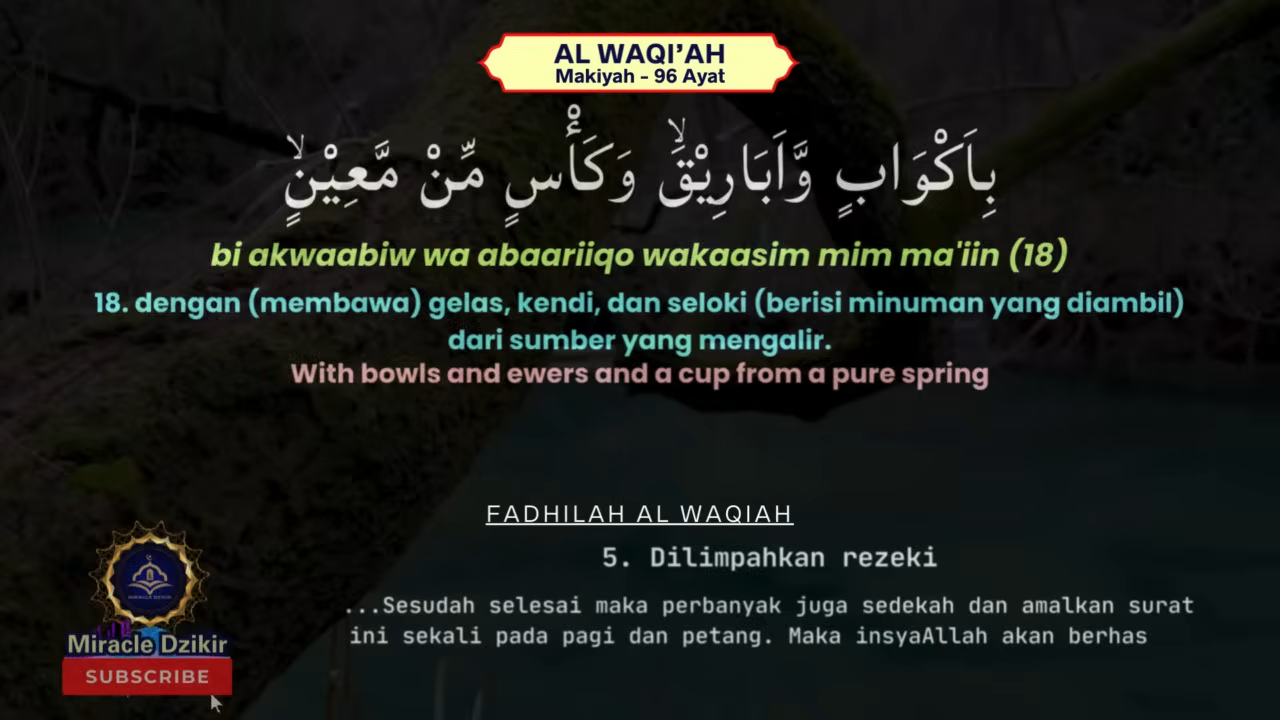 AL WAQI’AH
Makiyah - 96 Ayat
بِاَكْوَابٍ وَّاَبَارِيْقَۙ وَكَأْسٍ مِّنْ مَّعِيْنٍۙ
bi akwaabiw wa abaariiqo wakaasim mim ma'iin (18)
18. dengan (membawa) gelas, kendi, dan seloki (berisi minuman yang diambil)
dari sumber yang mengalir.
With bowls and ewers and a cup from a pure spring
FADHILAH AL WAQIAH
5. Dilimpahkan rezeki
...Sesudah selesai maka perbanyak juga sedekah dan amalkan surat
ini sekali pada pagi dan petang. Maka insyaAllah akan berhas
Miracle Dzikir
SUBSCRIBE